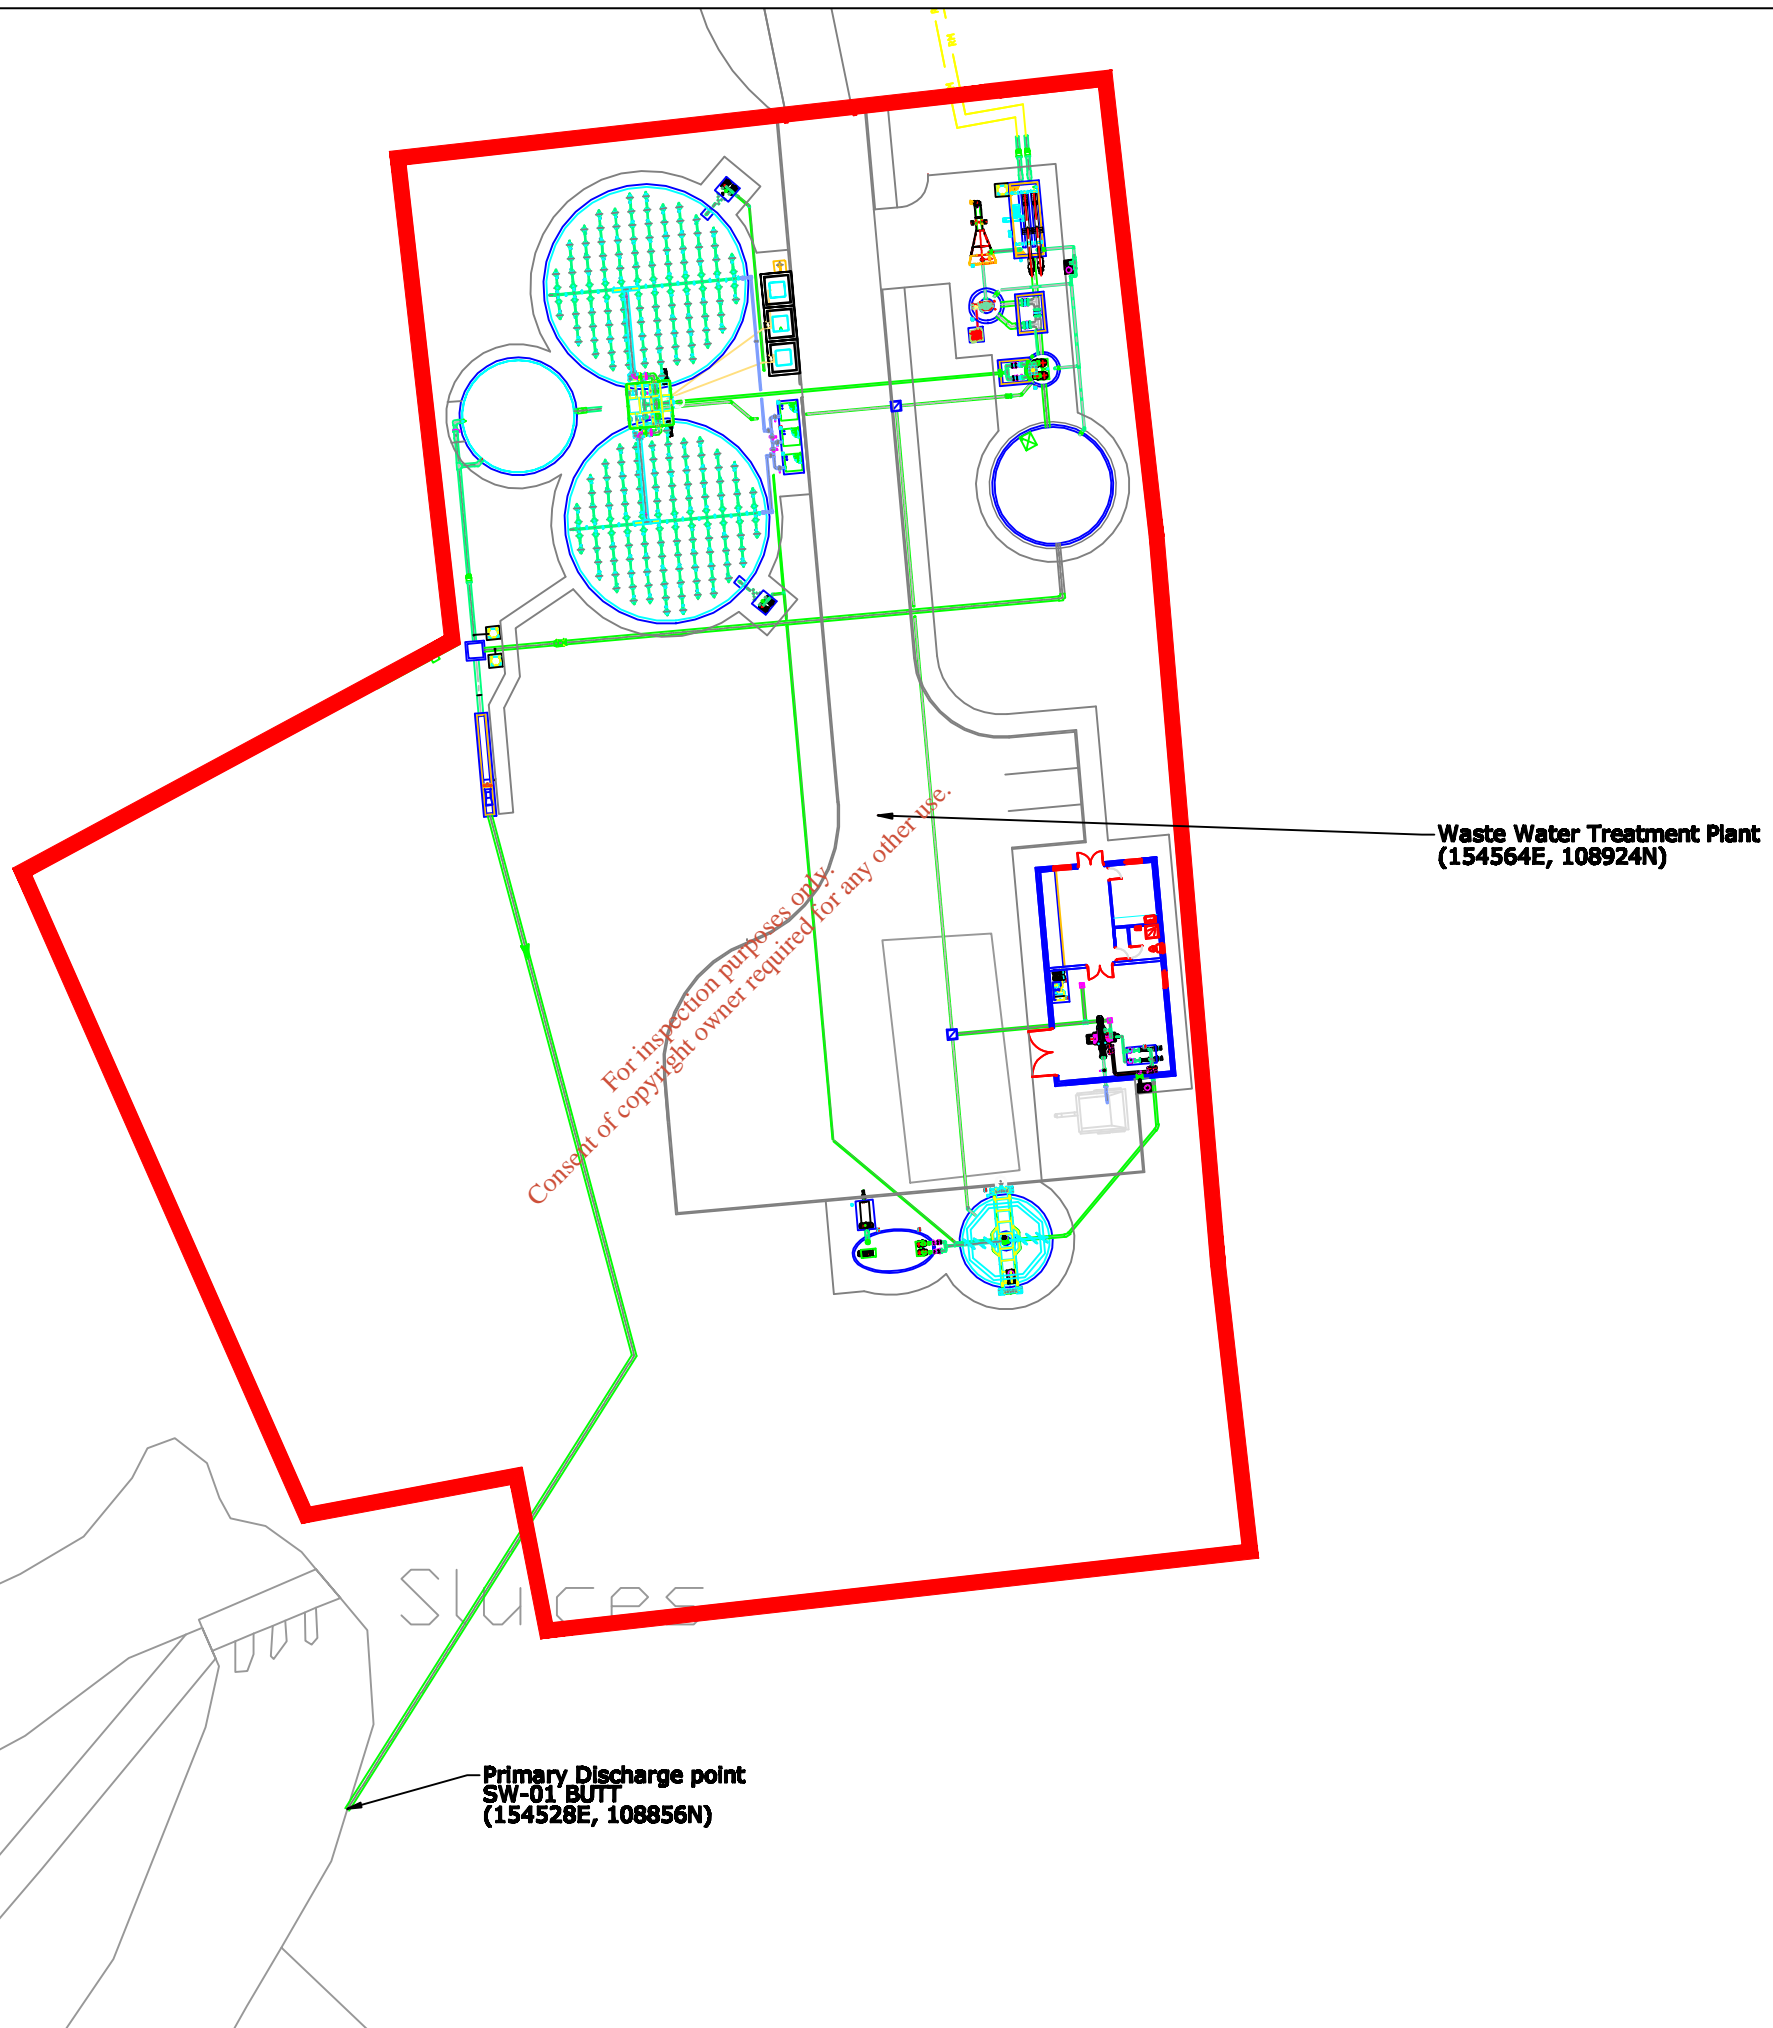 Waste Water Treatment Plant
(154564E, 108924N)
For inspection purposes only.
Consent of copyright owner required for any other use.
Sluices
Primary Discharge point
SW-01 BUTT
(154528E, 108856N)